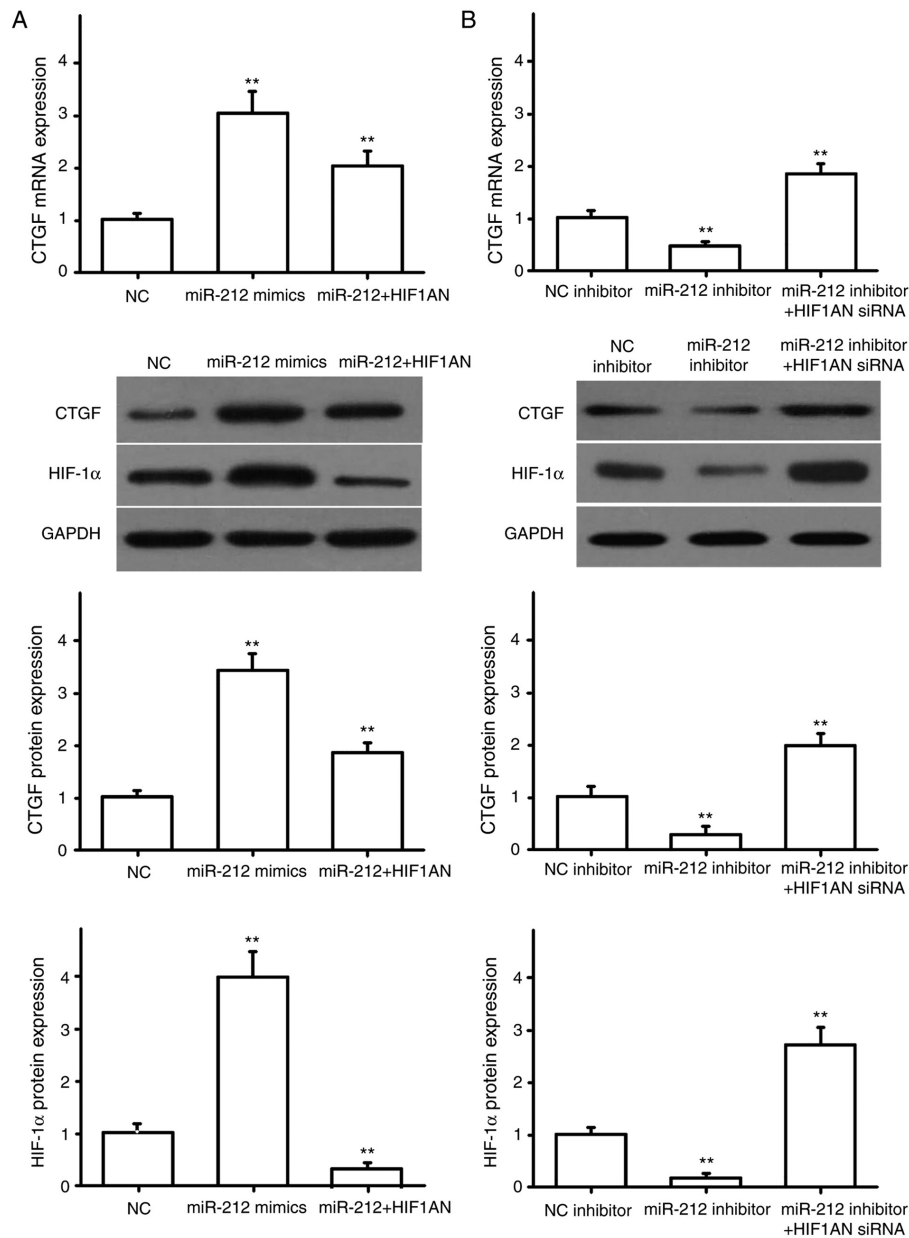 A
CTGF mRNA expression
4
3
2
1
0
**
**
NC
miR-212 mimics
miR-212+HIF1AN
B
CTGF mRNA expression
4
3
2
1
0
**
**
NC inhibitor
miR-212 inhibitor
miR-212 inhibitor
+HIF1AN siRNA
NC
miR-212 mimics
miR-212+HIF1AN
CTGF
HIF-1α
GAPDH
NC
inhibitor
miR-212
inhibitor
miR-212 inhibitor
+HIF1AN siRNA
CTGF
HIF-1α
GAPDH
CTGF protein expression
4
3
2
1
0
**
**
NC
miR-212 mimics
miR-212+HIF1AN
CTGF protein expression
4
3
2
1
0
**
**
NC inhibitor
miR-212 inhibitor
miR-212 inhibitor
+HIF1AN siRNA
HIF-1α protein expression
4
3
2
1
0
**
**
NC
miR-212 mimics
miR-212+HIF1AN
HIF-1α protein expression
4
3
2
1
0
**
**
NC inhibitor
miR-212 inhibitor
miR-212 inhibitor
+HIF1AN siRNA